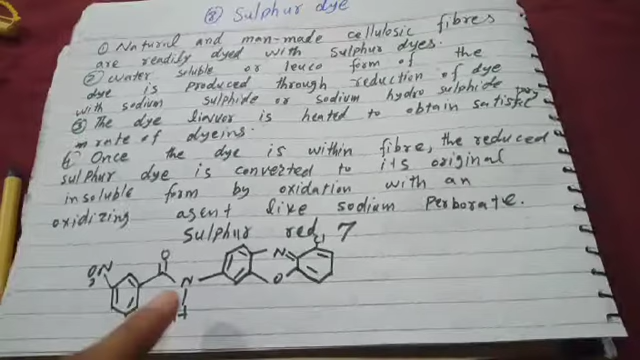 ⑧ Sulphur dye
① Natural and man-made cellulosic fibres
are readily dyed with sulphur dyes.
② water soluble or leuco form of the
dye is produced through reduction of dye
with sodium sulphide or sodium hydro sulphide
③ The dye liquor is heated to obtain satisfactory
rate of dyeins.
④ Once the dye is within fibre, the reduced
sulphur dye is converted to its original
insoluble form by oxidation with an
oxidizing agent like sodium Perborate.
Sulphur red 7
O₂N O N H N O Cl